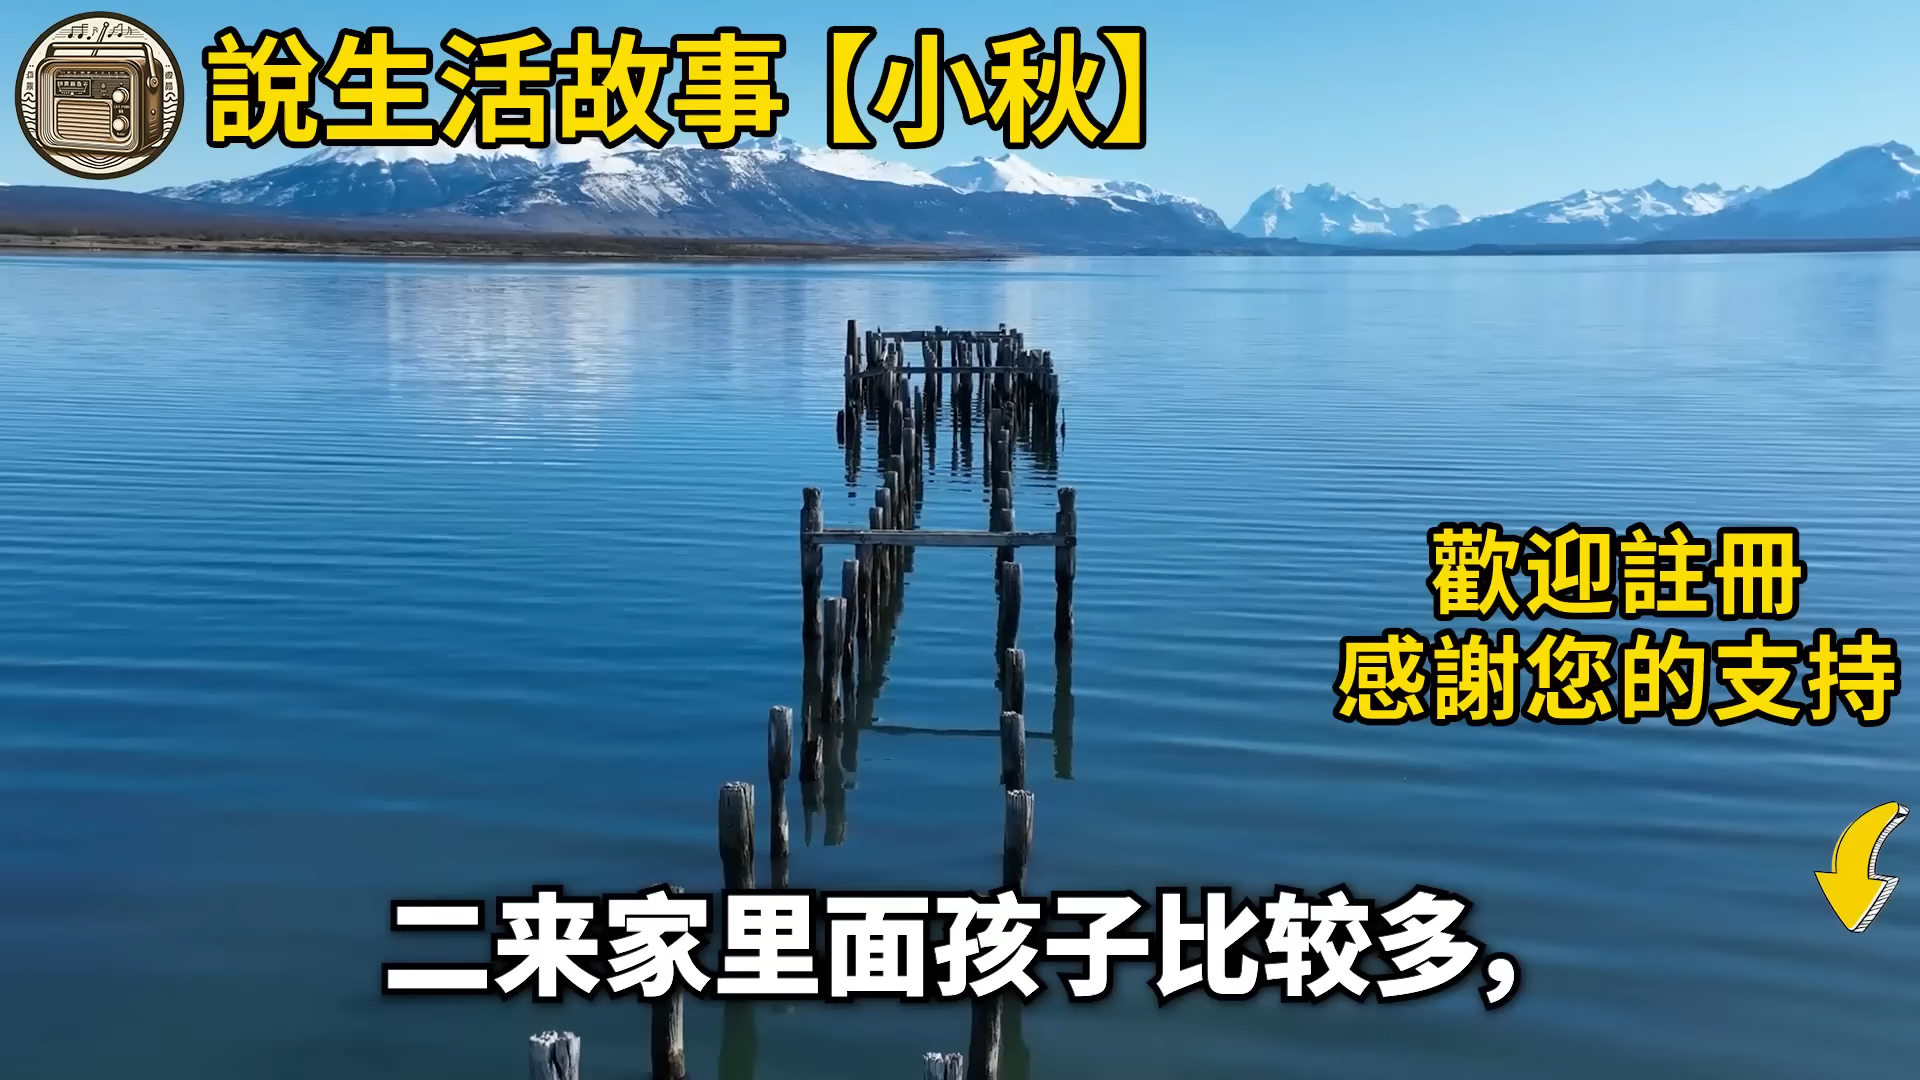 說生活故事【小秋】
歡迎註冊
感謝您的支持
二来家里面孩子比较多,